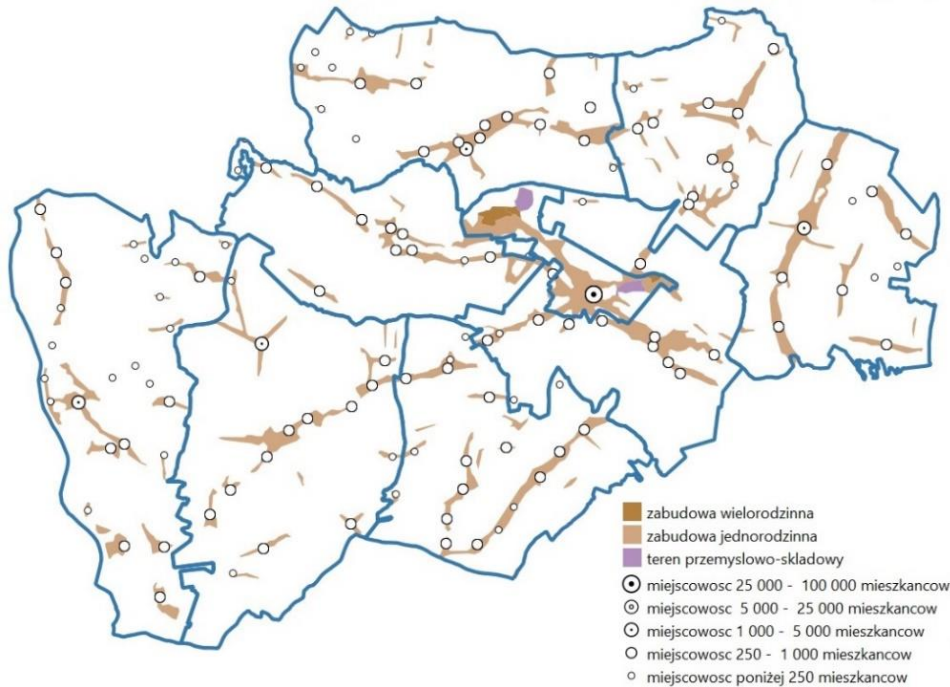 zabudowa wielorodzinna
zabudowa jednorodzinna
teren przemyslowo-skladowy
miejscowosc 25 000 - 100 000 mieszkancow
miejscowosc 5 000 - 25 000 mieszkancow
miejscowosc 1 000 - 5 000 mieszkancow
miejscowosc 250 - 1 000 mieszkancow
miejscowosc poniżej 250 mieszkancow